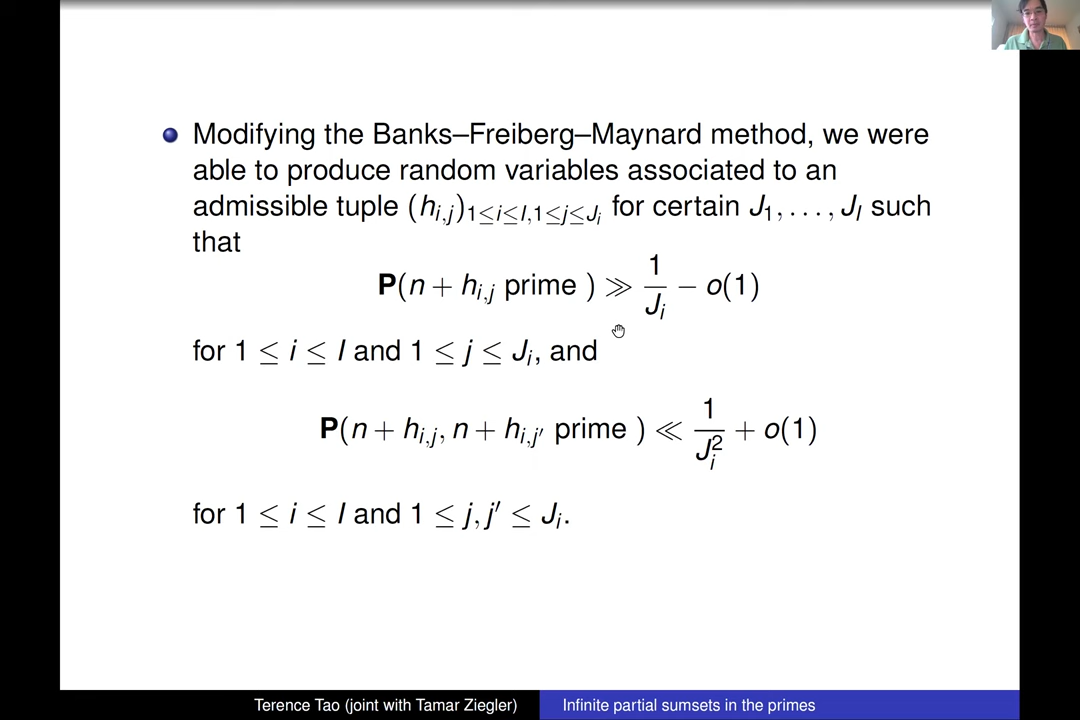 Modifying the Banks–Freiberg–Maynard method, we were
able to produce random variables associated to an
admissible tuple (h_{i,j})_{1≤i≤I,1≤j≤J_i} for certain J_1, . . . , J_I such
that
P(n + h_{i,j} prime ) ≫ 1/J_i − o(1)
for 1 ≤ i ≤ I and 1 ≤ j ≤ J_i, and
P(n + h_{i,j}, n + h_{i,j′} prime ) ≪ 1/J_i^2 + o(1)
for 1 ≤ i ≤ I and 1 ≤ j, j′ ≤ J_i.
Terence Tao (joint with Tamar Ziegler) Infinite partial sumsets in the primes